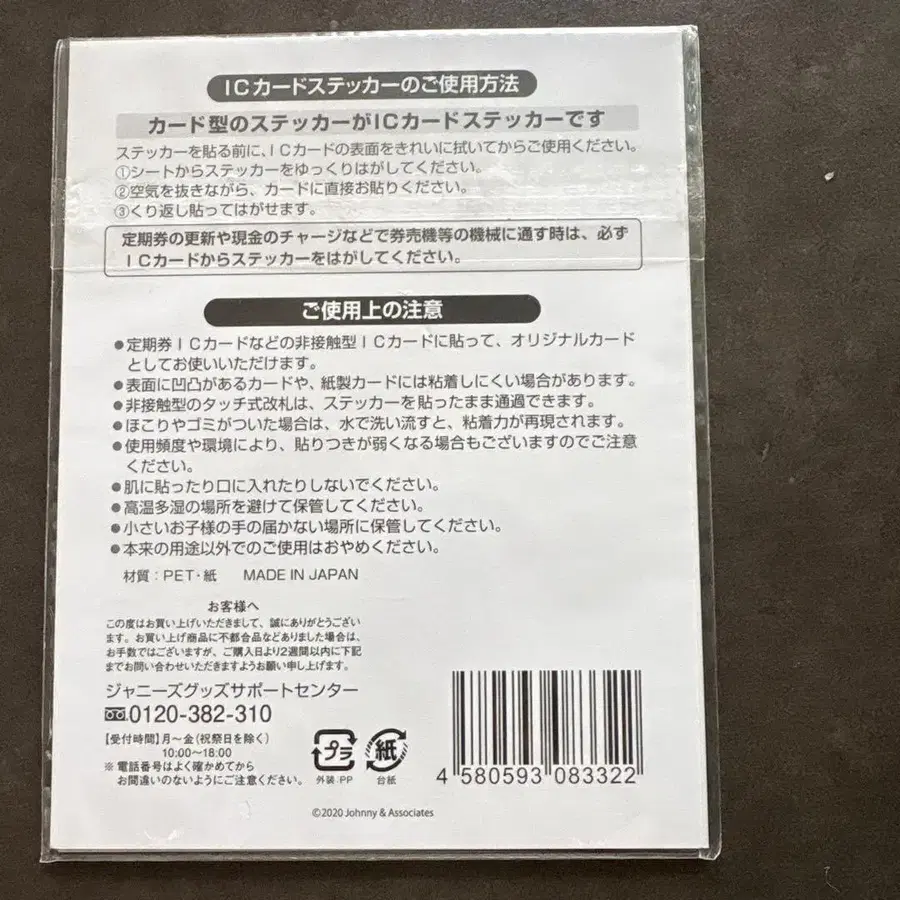 ICカードステッカーのご使用方法
カード型のステッカーがICカードステッカーです
ステッカーを貼る前に、ICカードの表面をきれいに拭いてからご使用ください。
①シートからステッカーをゆっくりはがしてください。
②空気を抜きながら、カードに直接お貼りください。
③くり返し貼ってはがせます。
定期券の更新や現金のチャージなどで券売機等の機械に通す時は、必ず
ICカードからステッカーをはがしてください。
ご使用上の注意
●定期券ICカードなどの非接触型ICカードに貼って、オリジナルカード
としてお使いいただけます。
●表面に凹凸があるカードや、紙製カードには粘着しにくい場合があります。
●非接触型のタッチ式改札は、ステッカーを貼ったまま通過できます。
●ほこりやゴミがついた場合は、水で洗い流すと、粘着力が再現されます。
●使用頻度や環境により、貼りつきが弱くなる場合もございますのでご注意
ください。
●肌に貼ったり口に入れたりしないでください。
●高温多湿の場所を避けて保管してください。
●小さいお子様の手の届かない場所に保管してください。
●本来の用途以外でのご使用はおやめください。
材質：PET・紙 MADE IN JAPAN
お客様へ
この度はお買い上げいただきまして、誠にありがとうござい
ます。お買い上げ商品に不都合品などありました場合は、
お手数ではございますが、ご購入日より2週間以内に下記
までお問い合わせいただきますようお願い申し上げます。
ジャニーズグッズサポートセンター
0120-382-310
【受付時間】月～金（祝祭日を除く）
10:00～18:00
※電話番号はよく確かめてから
お間違いのないようにご注意ください。
プラ
外装：PP
紙
台紙
4 580593 083322
©2020 Johnny & Associates